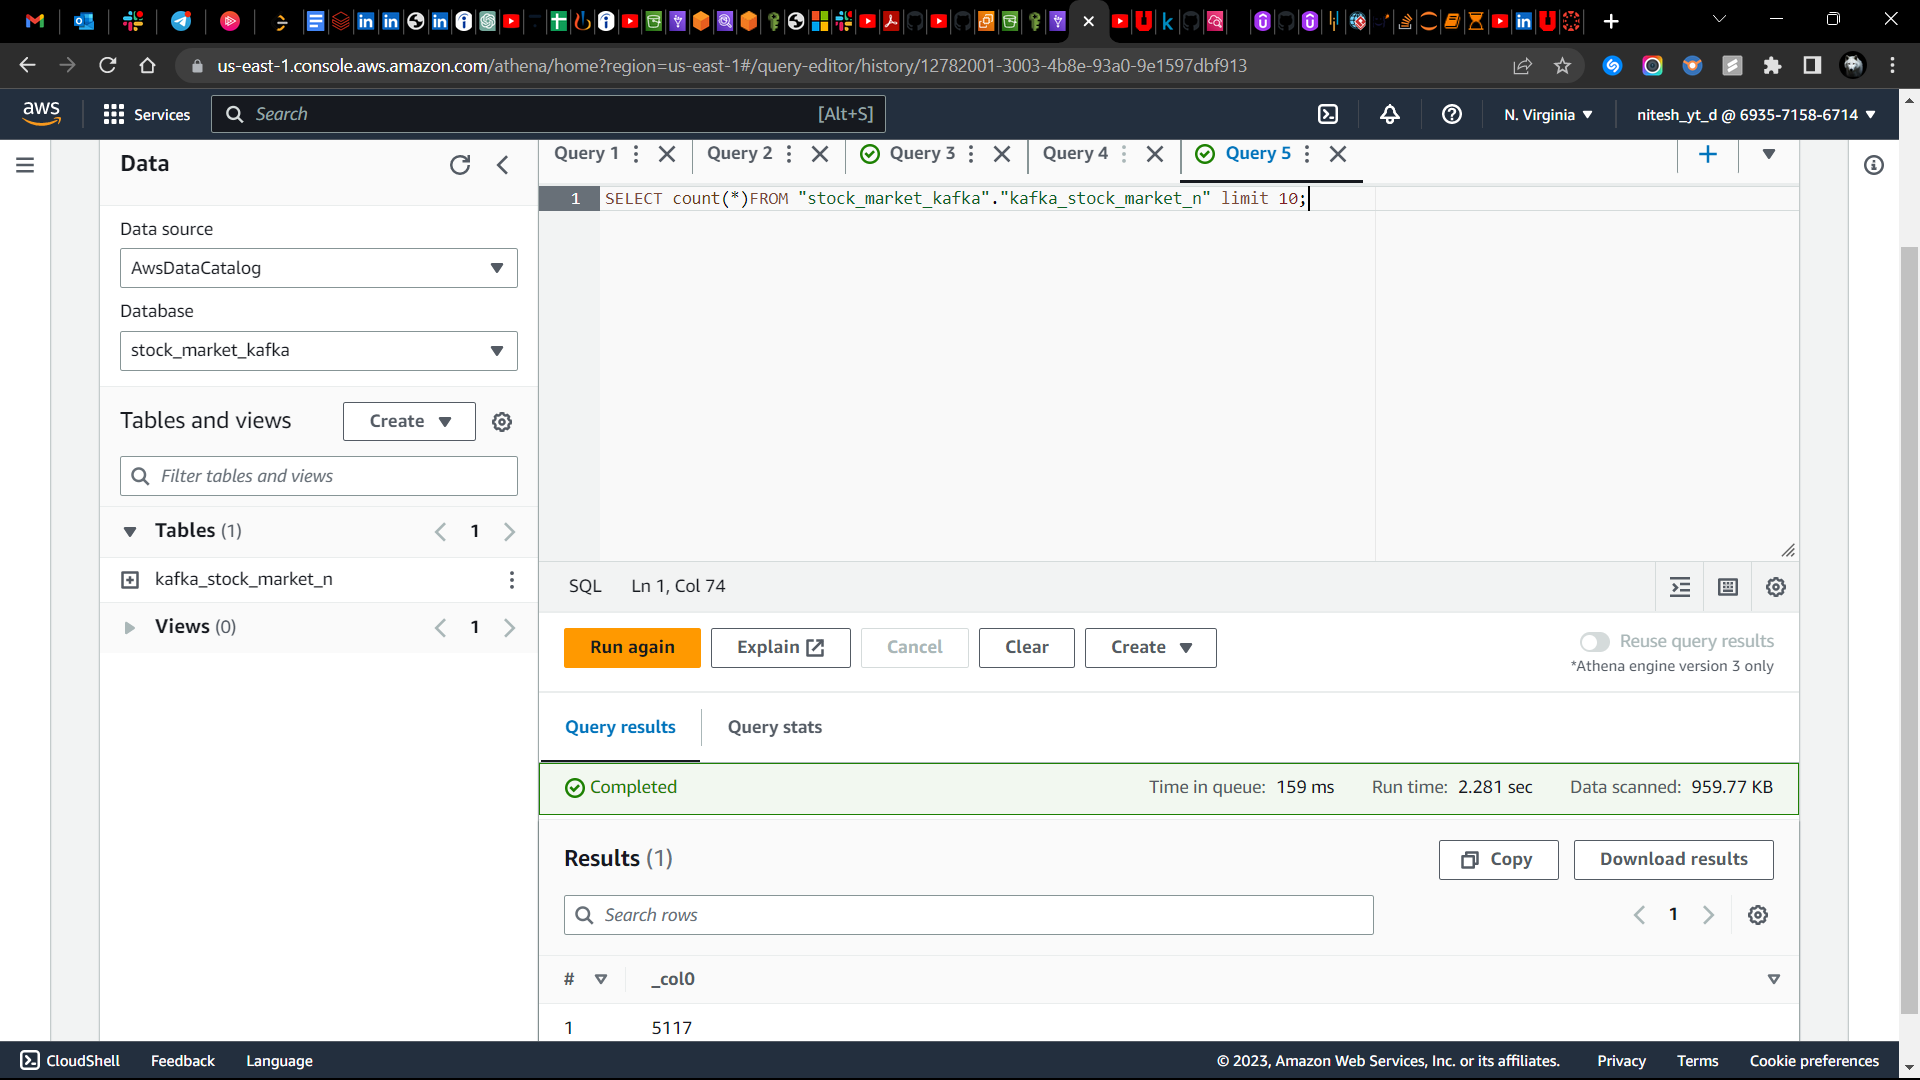 us-east-1.console.aws.amazon.com/athena/home?region=us-east-1#/query-editor/history/12782001-3003-4b8e-93a0-9e1597dbf913
aws
Services
Search
[Alt+S]
N. Virginia
nitesh_yt_d @ 6935-7158-6714
Data
Data source
AwsDataCatalog
Database
stock_market_kafka
Tables and views
Create
Filter tables and views
Tables (1)
1
kafka_stock_market_n
Views (0)
1
Query 1
Query 2
Query 3
Query 4
Query 5
1 SELECT count(*)FROM "stock_market_kafka"."kafka_stock_market_n" limit 10;
SQL Ln 1, Col 74
Run again
Explain
Cancel
Clear
Create
Reuse query results
*Athena engine version 3 only
Query results
Query stats
Completed
Time in queue: 159 ms
Run time: 2.281 sec
Data scanned: 959.77 KB
Results (1)
Copy
Download results
Search rows
1
# _col0
1 5117
CloudShell
Feedback
Language
© 2023, Amazon Web Services, Inc. or its affiliates.
Privacy
Terms
Cookie preferences